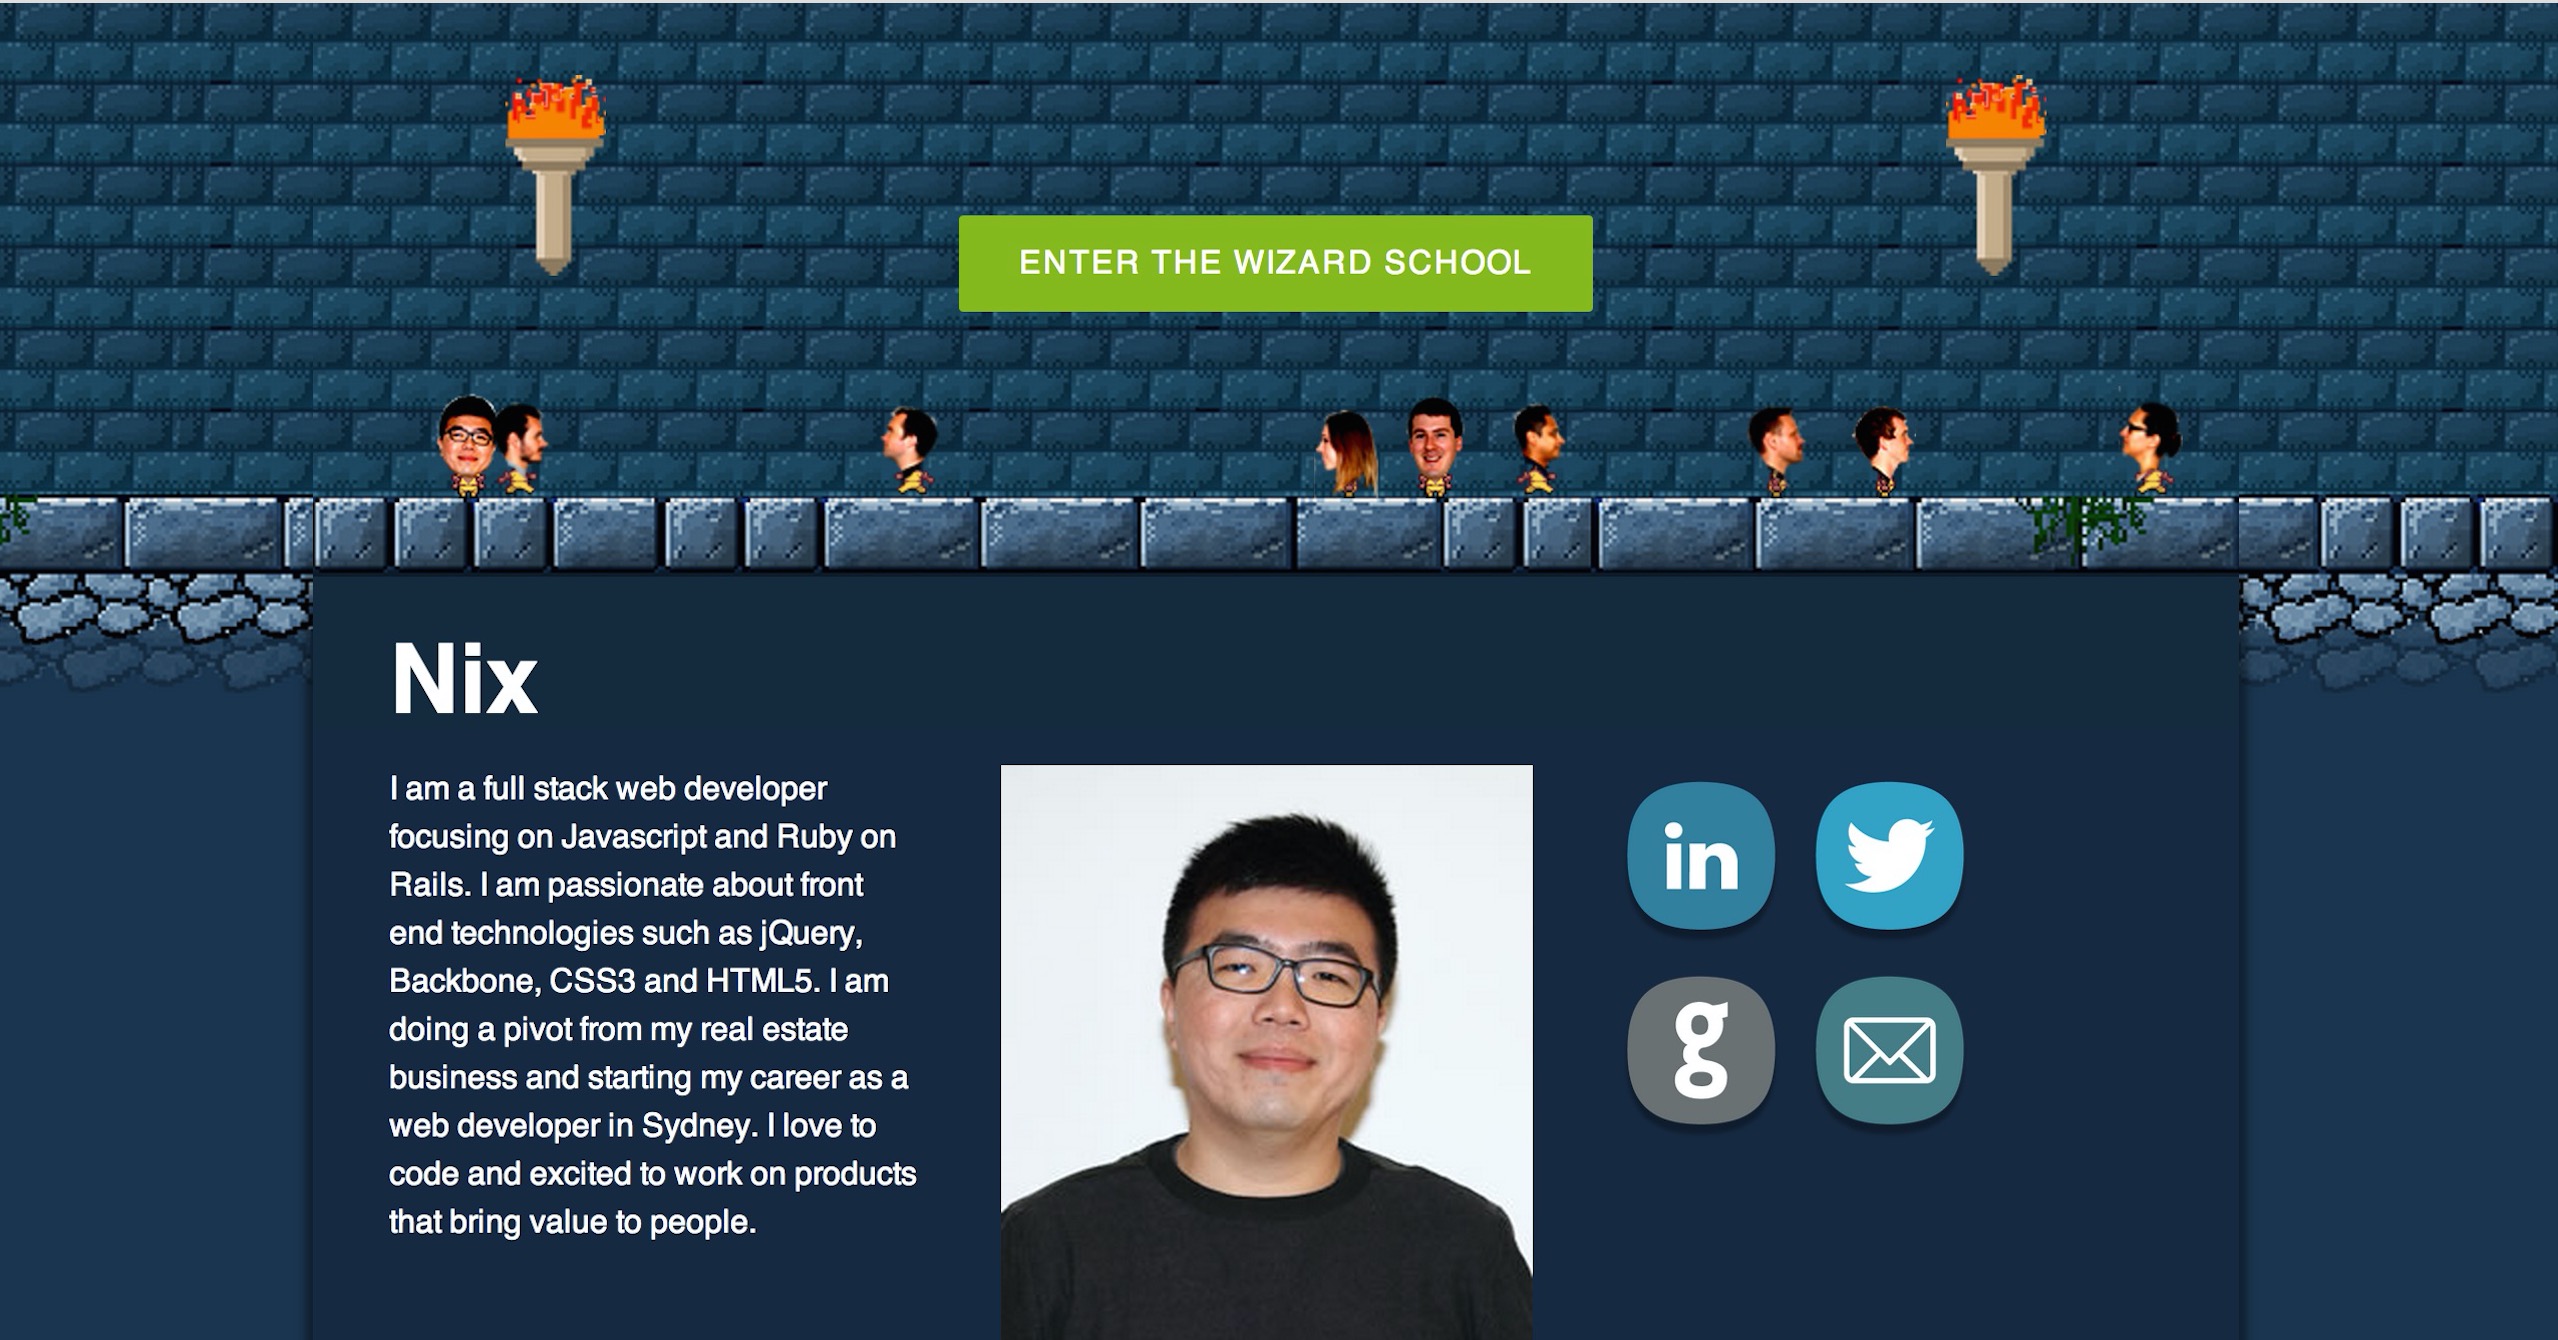 ENTER THE WIZARD SCHOOL
Nix
I am a full stack web developer
focusing on Javascript and Ruby on
Rails. I am passionate about front
end technologies such as jQuery,
Backbone, CSS3 and HTML5. I am
doing a pivot from my real estate
business and starting my career as a
web developer in Sydney. I love to
code and excited to work on products
that bring value to people.
in
g